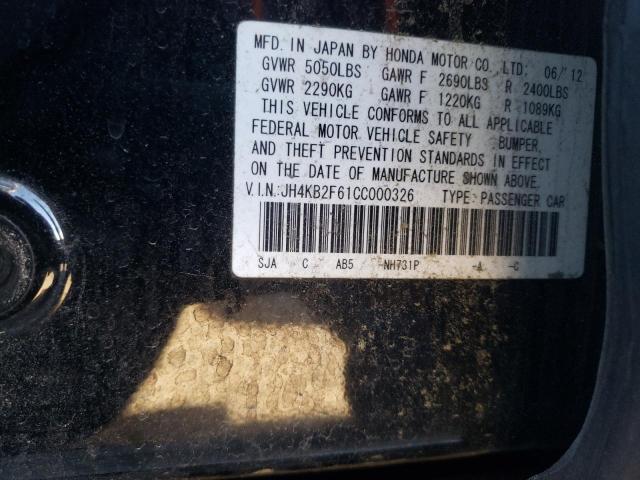 MFD. IN JAPAN BY HONDA MOTOR CO.,LTD. 06/'12
GVWR 5050LBS GAWR F 2690LBS R 2400LBS
GVWR 2290KG GAWR F 1220KG R 1089KG
THIS VEHICLE CONFORMS TO ALL APPLICABLE
FEDERAL MOTOR VEHICLE SAFETY , BUMPER,
AND THEFT PREVENTION STANDARDS IN EFFECT
ON THE DATE OF MANUFACTURE SHOWN ABOVE.
V.I.N.:JH4KB2F61CC000326 TYPE: PASSENGER CAR
SJA C AB5 -NH731P -A -C